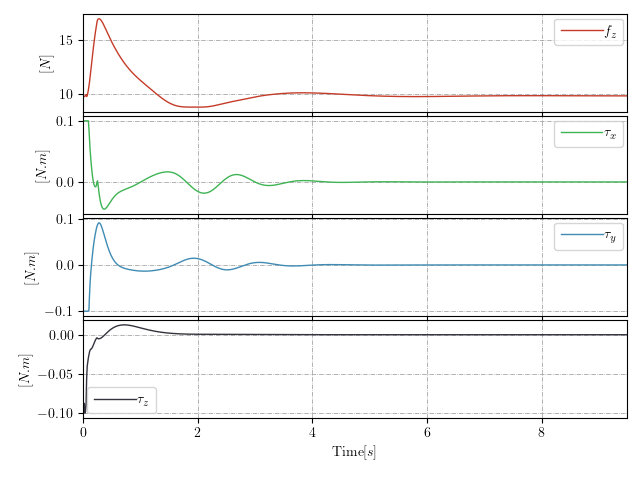 15
10
[N]
f_z
0.1
0.0
[N.m]
τ_x
0.1
0.0
−0.1
[N.m]
τ_y
0.00
−0.05
−0.10
[N.m]
τ_z
0 2 4 6 8
Time[s]